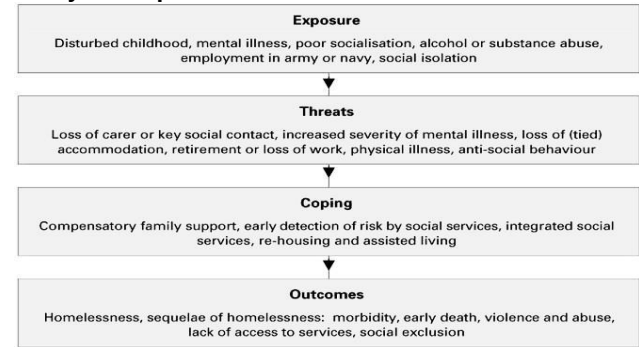 Exposure
Disturbed childhood, mental illness, poor socialisation, alcohol or substance abuse,
employment in army or navy, social isolation
Threats
Loss of carer or key social contact, increased severity of mental illness, loss of (tied)
accommodation, retirement or loss of work, physical illness, anti-social behaviour
Coping
Compensatory family support, early detection of risk by social services, integrated social
services, re-housing and assisted living
Outcomes
Homelessness, sequelae of homelessness: morbidity, early death, violence and abuse,
lack of access to services, social exclusion